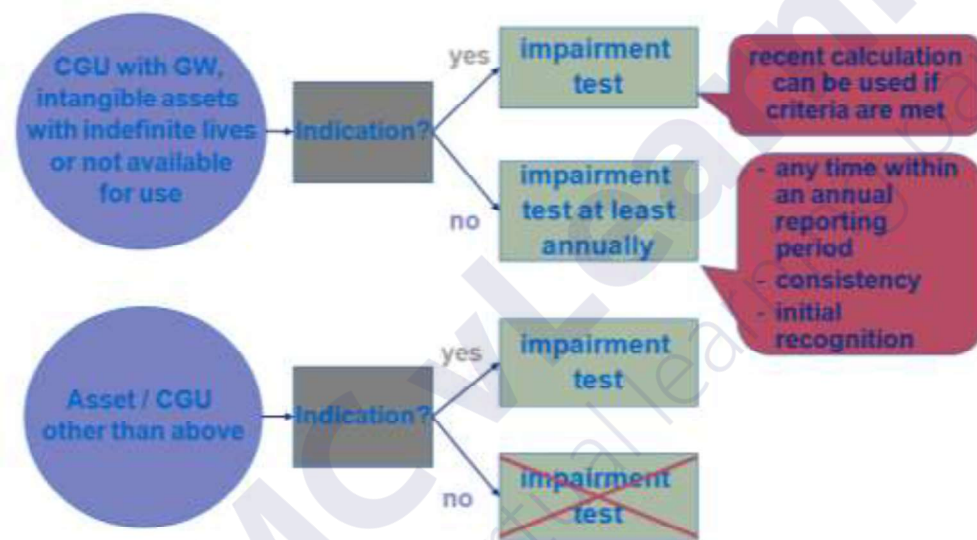 CGU with GW,
intangible assets
with indefinite lives
or not available
for use
Indication?
yes
impairment
test
recent calculation
can be used if
criteria are met
no
impairment
test at least
annually
- any time within
an annual
reporting
period
- consistency
- initial
recognition
Asset / CGU
other than above
Indication?
yes
impairment
test
no
impairment
test